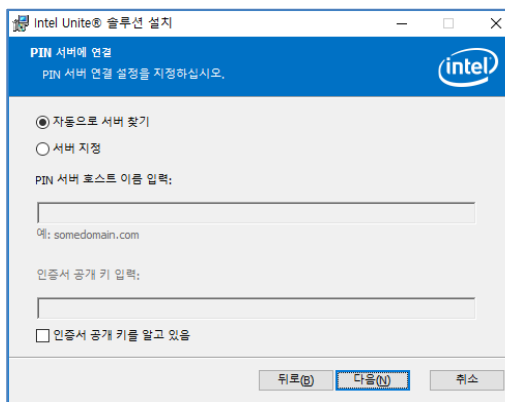 Intel Unite® 솔루션 설치
PIN 서버에 연결
PIN 서버 연결 설정을 지정하십시오.
intel
자동으로 서버 찾기
서버 지정
PIN 서버 호스트 이름 입력:
예: somedomain.com
인증서 공개 키 입력:
인증서 공개 키를 알고 있음
뒤로(B) 다음(N) 취소